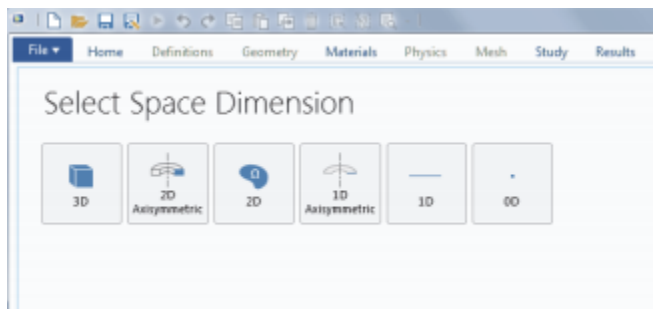 File Home Definitions Geometry Materials Physics Mesh Study Results
Select Space Dimension
3D
2D
Axisymmetric
2D
1D
Axisymmetric
1D
0D